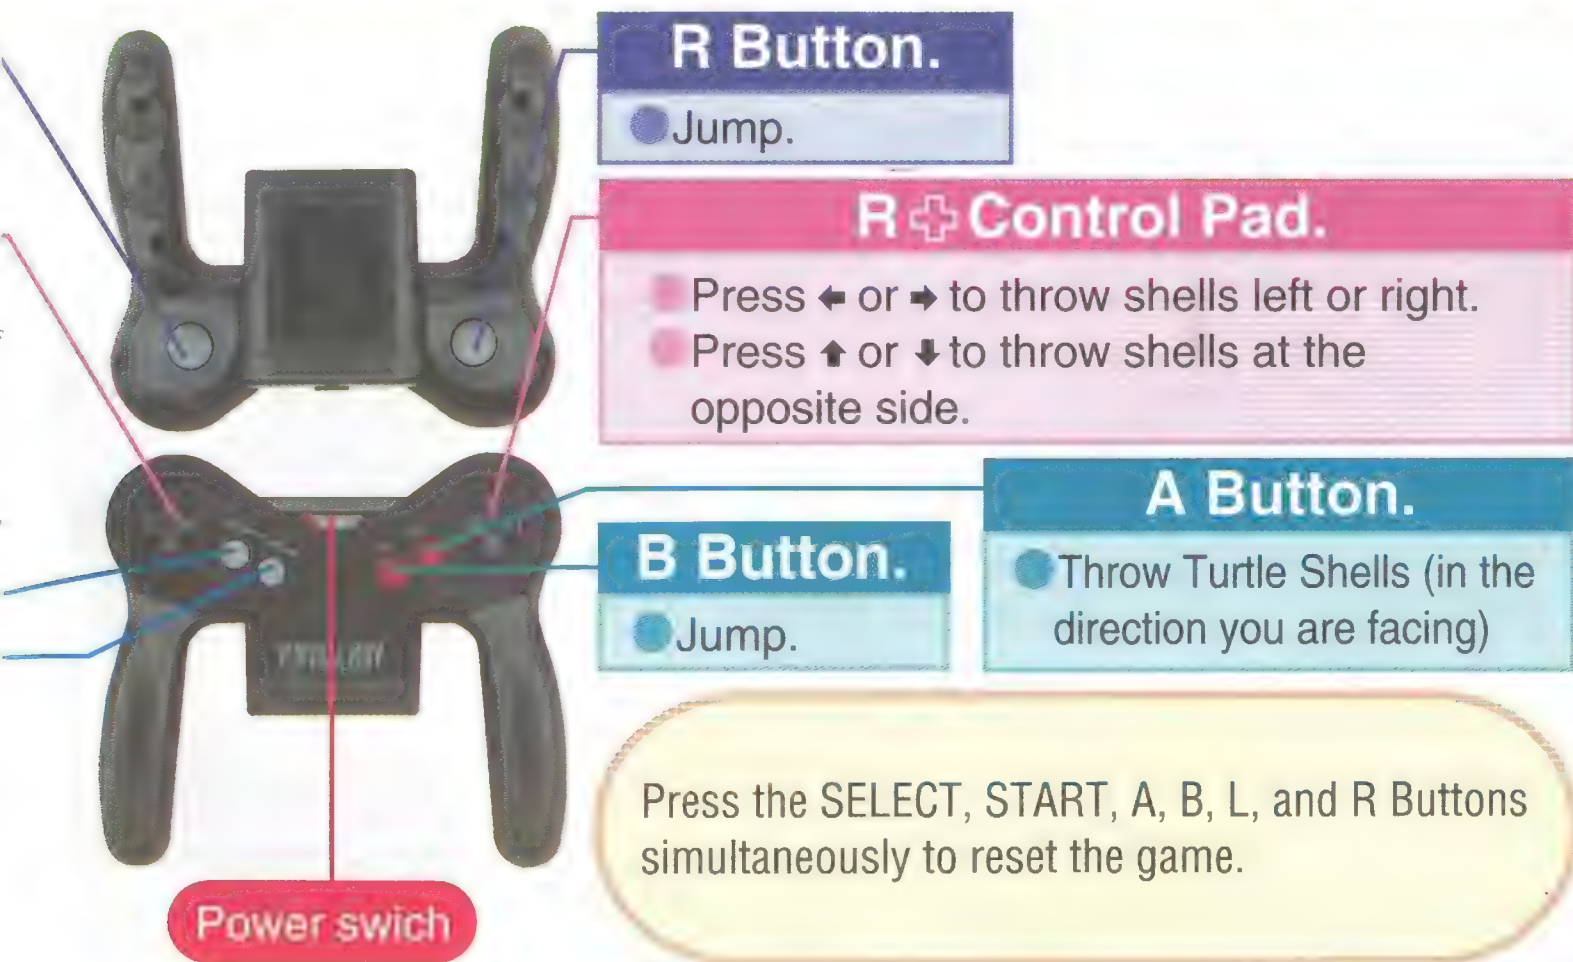 R Button.
Jump.
R Control Pad.
Press ← or → to throw shells left or right.
Press ↑ or ↓ to throw shells at the
opposite side.
A Button.
Throw Turtle Shells (in the
direction you are facing)
B Button.
Jump.
Press the SELECT, START, A, B, L, and R Buttons
simultaneously to reset the game.
Power swich